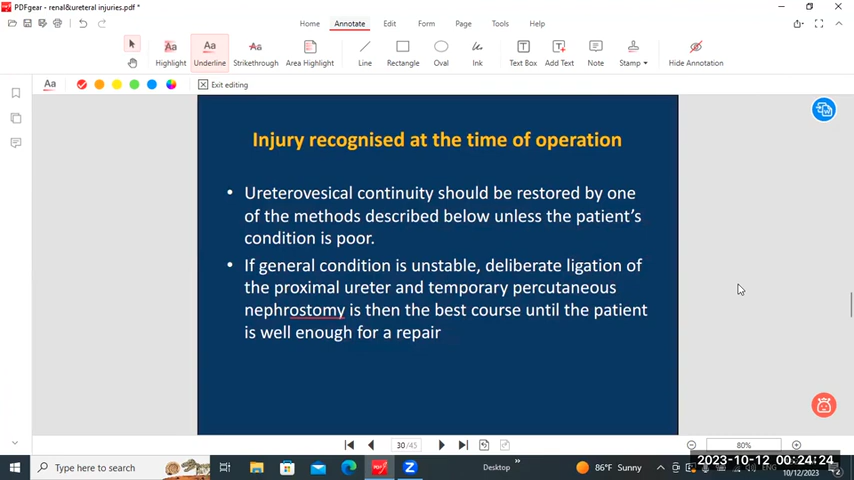 PDFgear - renal&ureteral injuries.pdf *
Home Annotate Edit Form Page Tools Help
Highlight Underline Strikethrough Area Highlight Line Rectangle Oval Ink Text Box Add Text Note Stamp Hide Annotation
Exit editing
Injury recognised at the time of operation
• Ureterovesical continuity should be restored by one
of the methods described below unless the patient's
condition is poor.
• If general condition is unstable, deliberate ligation of
the proximal ureter and temporary percutaneous
nephrostomy is then the best course until the patient
is well enough for a repair
30/45
80%
2023-10-12 00:24:24
Type here to search
Desktop
86°F Sunny
10/12/2023